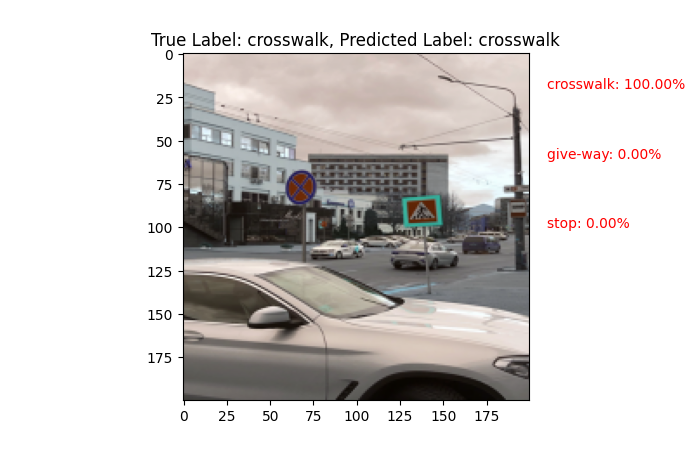 True Label: crosswalk, Predicted Label: crosswalk
crosswalk: 100.00%
give-way: 0.00%
stop: 0.00%
0
25
50
75
100
125
150
175
0 25 50 75 100 125 150 175